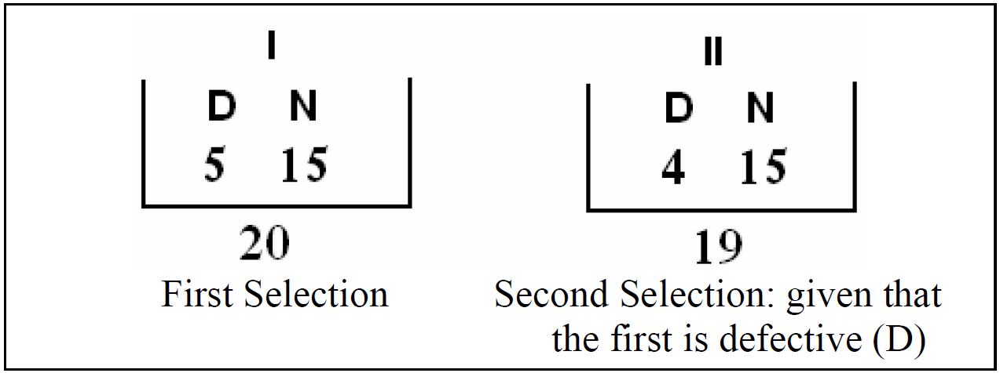 I
D N
5 15
20
First Selection
II
D N
4 15
19
Second Selection: given that
the first is defective (D)